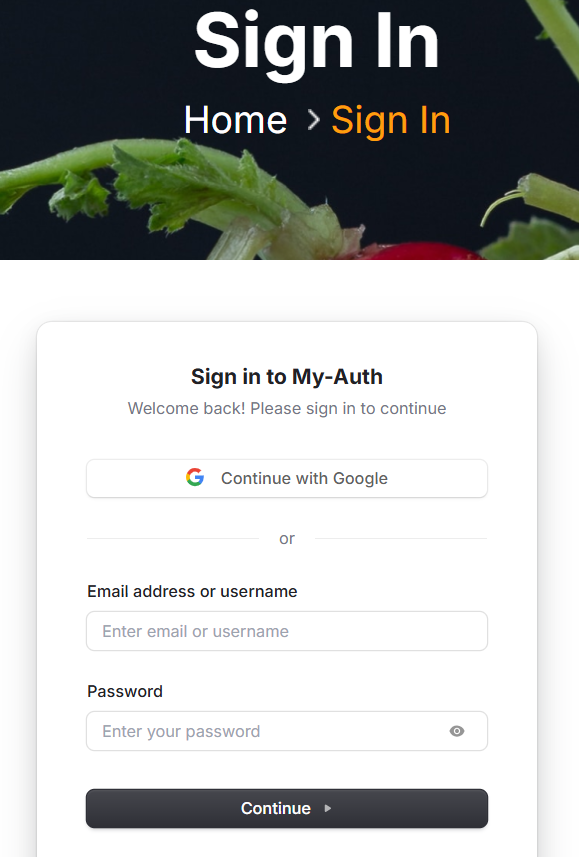 Sign In
Home > Sign In
Sign in to My-Auth
Welcome back! Please sign in to continue
Continue with Google
or
Email address or username
Enter email or username
Password
Enter your password
Continue